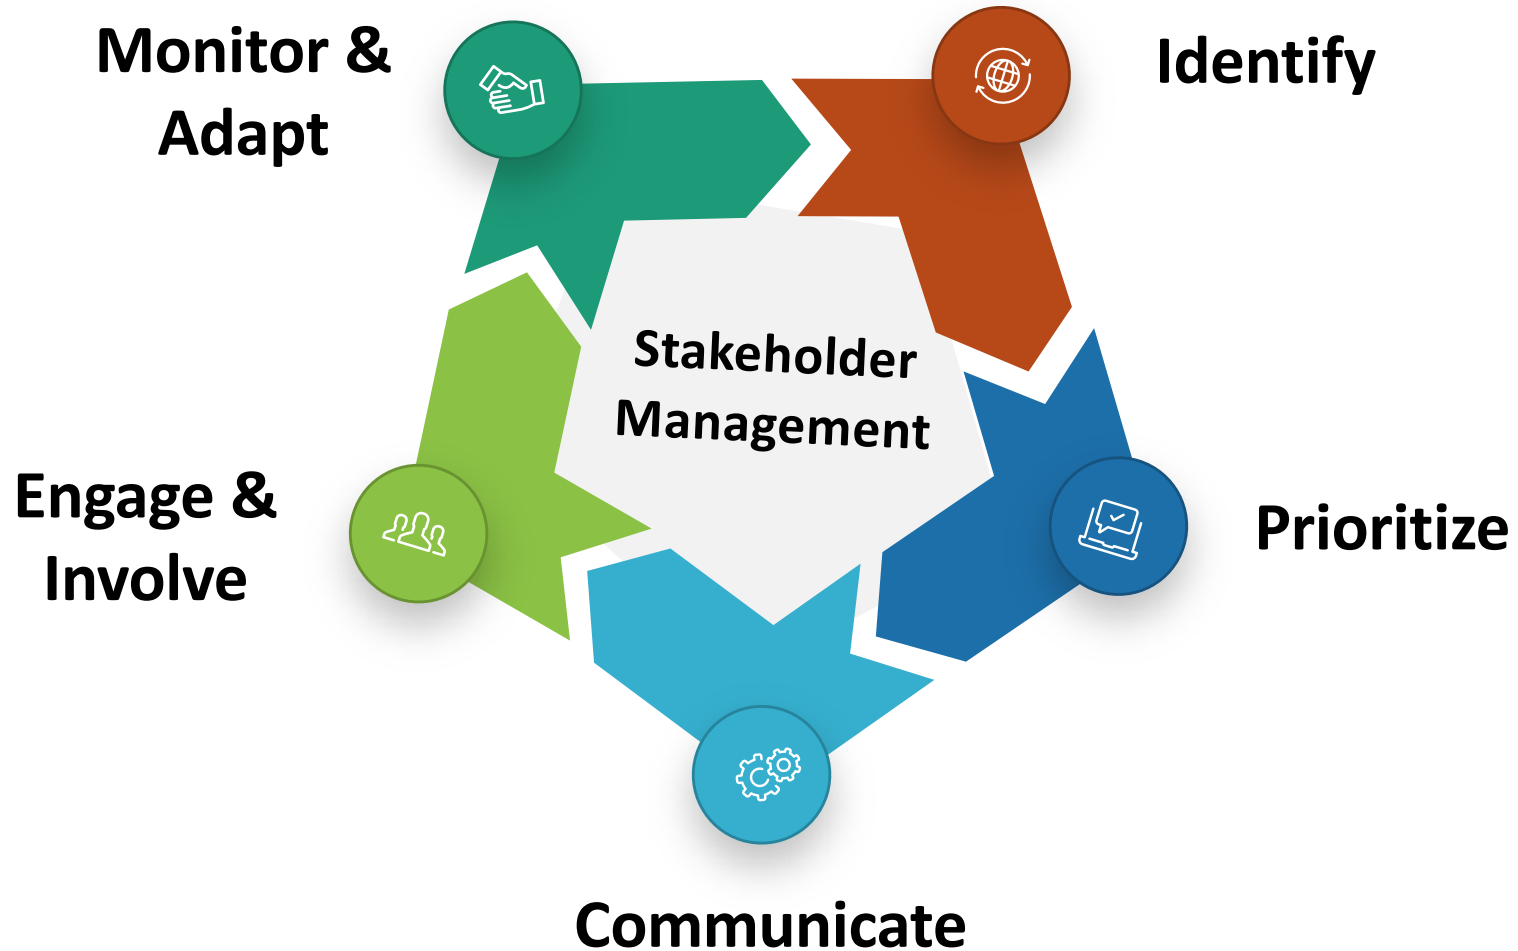 Monitor &
Adapt
Identify
Stakeholder
Management
Engage &
Involve
Prioritize
Communicate